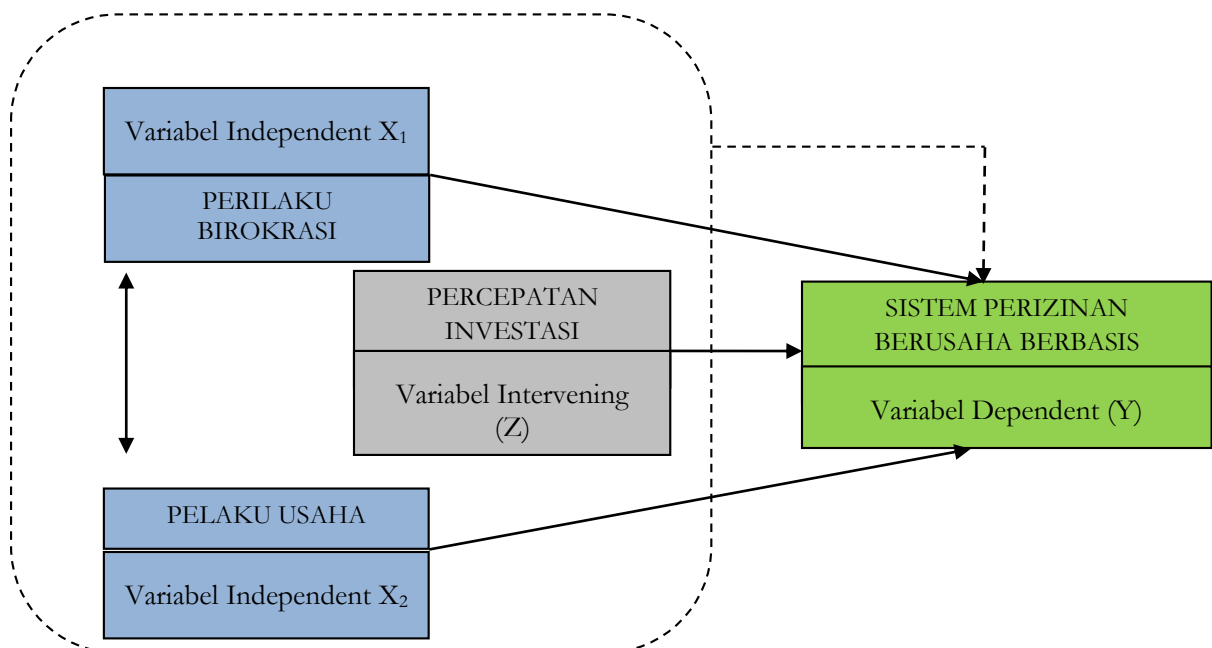 Variabel Independent X₁
PERILAKU
BIROKRASI
PERCEPATAN
INVESTASI
Variabel Intervening
(Z)
SISTEM PERIZINAN
BERUSAHA BERBASIS
Variabel Dependent (Y)
PELAKU USAHA
Variabel Independent X₂